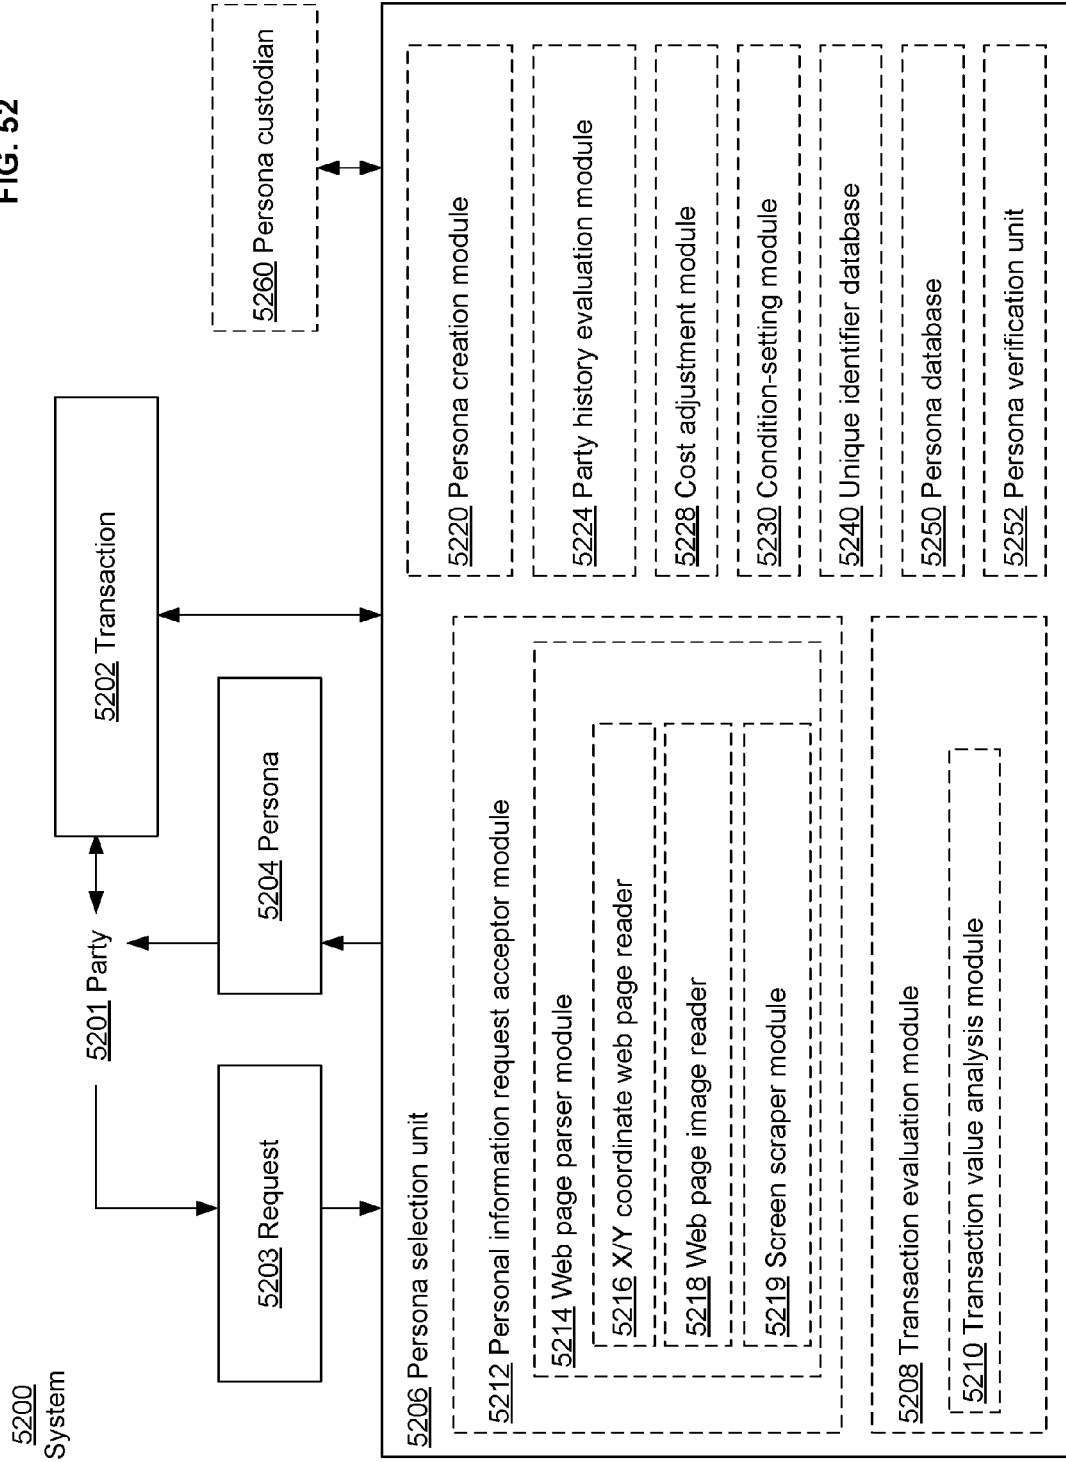 FIG. 52
5200
System
5201 Party
5202 Transaction
5203 Request
5204 Persona
5260 Persona custodian
5206 Persona selection unit
5212 Personal information request acceptor module
5214 Web page parser module
5216 X/Y coordinate web page reader
5218 Web page image reader
5219 Screen scraper module
5208 Transaction evaluation module
5210 Transaction value analysis module
5220 Persona creation module
5224 Party history evaluation module
5228 Cost adjustment module
5230 Condition-setting module
5240 Unique identifier database
5250 Persona database
5252 Persona verification unit